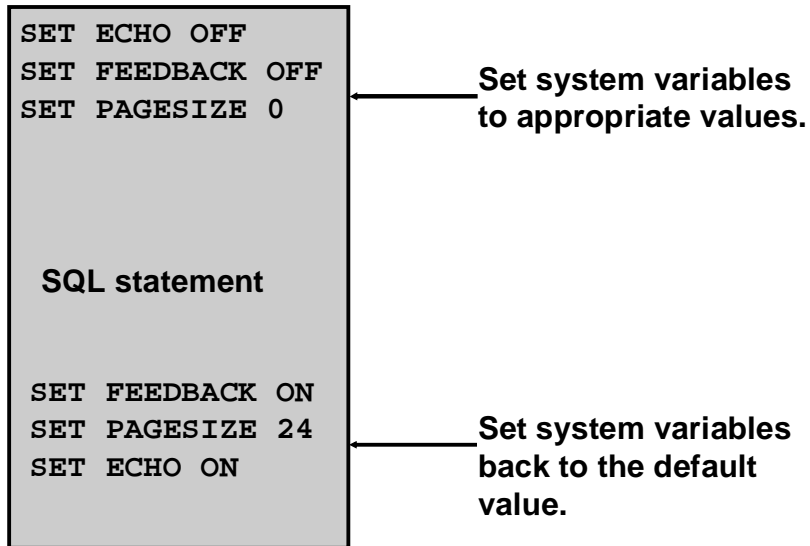 SET ECHO OFF
SET FEEDBACK OFF
SET PAGESIZE 0
Set system variables
to appropriate values.
SQL statement
SET FEEDBACK ON
SET PAGESIZE 24
SET ECHO ON
Set system variables
back to the default
value.